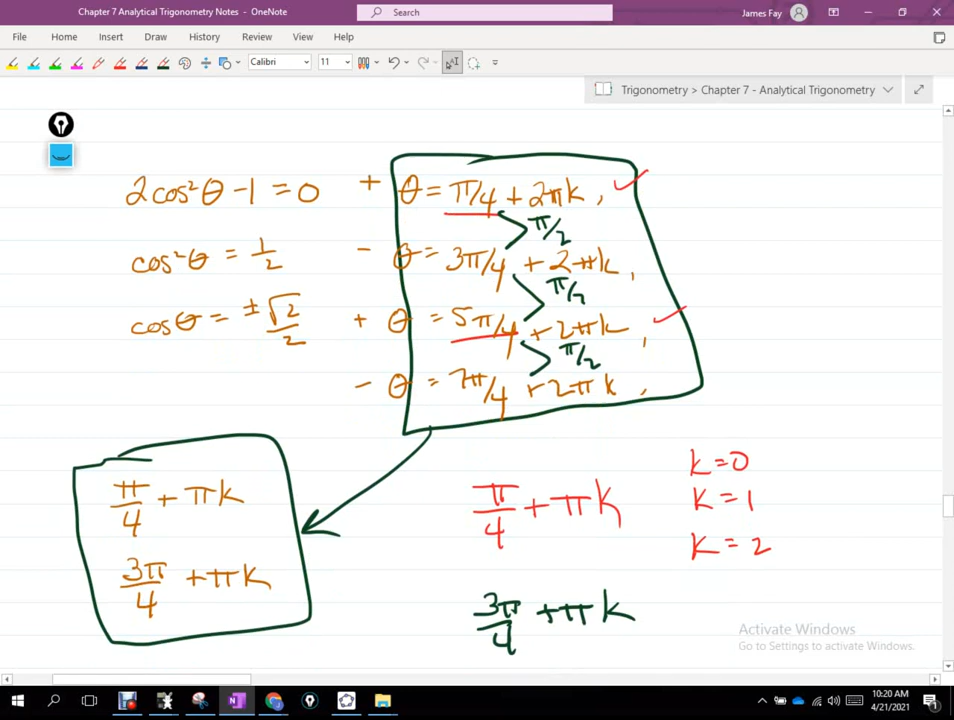 Chapter 7 Analytical Trigonometry Notes - OneNote
Search
James Fay
File Home Insert Draw History Review View Help
Calibri 11
Trigonometry > Chapter 7 - Analytical Trigonometry
2cos²θ -1 = 0
+ θ = π/4 + 2πk,
π/2
cos²θ = 1/2
- θ = 3π/4 + 2πk,
π/2
cosθ = ±√2/2
+ θ = 5π/4 + 2πk,
π/2
- θ = 7π/4 + 2πk,
π/4 + πk
3π/4 + πk
π/4 + πk
k=0
k=1
k=2
3π/4 + πk
Activate Windows
Go to Settings to activate Windows.
10:20 AM
4/21/2021